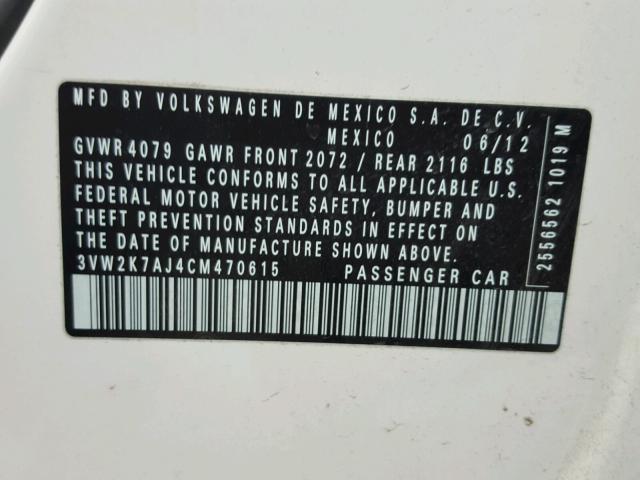 MFD BY VOLKSWAGEN DE MEXICO S.A. DE C.V.
MEXICO 06/12
GVWR 4079 GAWR FRONT 2072 / REAR 2116 LBS
THIS VEHICLE CONFORMS TO ALL APPLICABLE U.S.
FEDERAL MOTOR VEHICLE SAFETY, BUMPER AND
THEFT PREVENTION STANDARDS IN EFFECT ON
THE DATE OF MANUFACTURE SHOWN ABOVE.
3VW2K7AJ4CM470615 PASSENGER CAR
2556562 1019 M